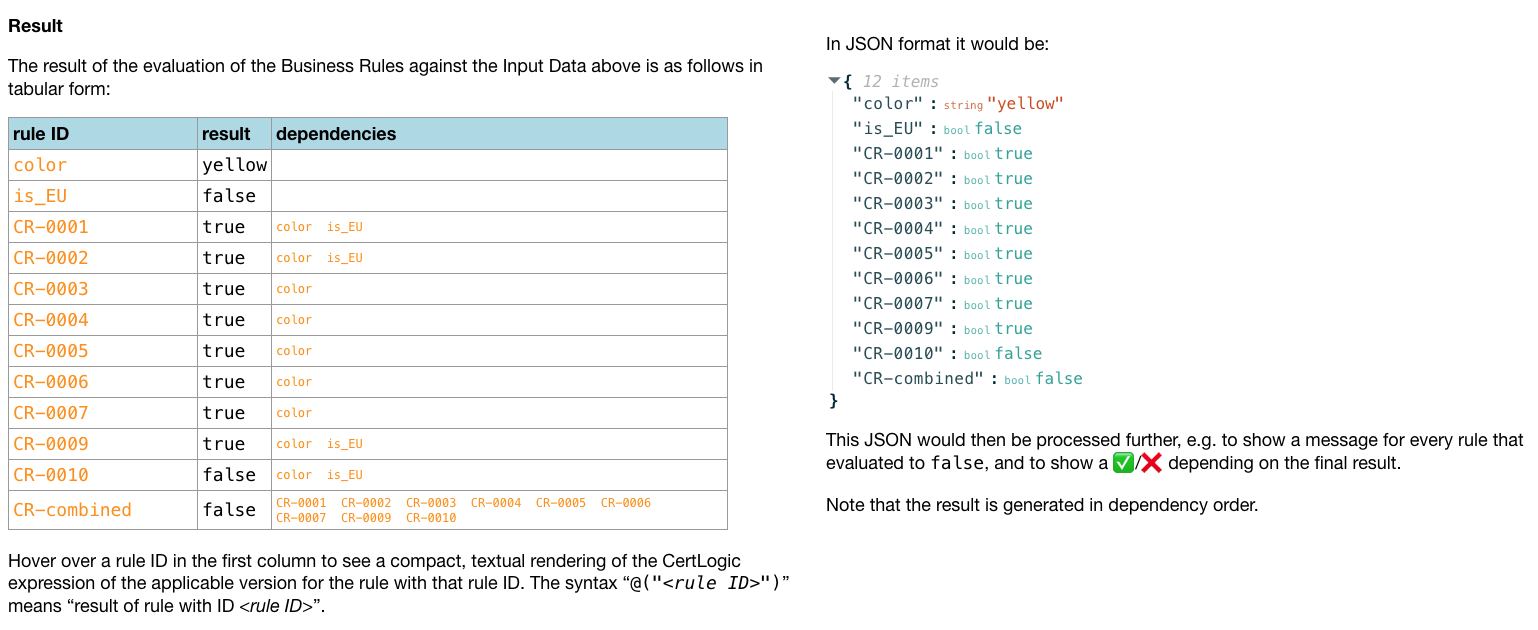 Result
The result of the evaluation of the Business Rules against the Input Data above is as follows in
tabular form:
rule ID result dependencies
color yellow
is_EU false
CR-0001 true color is_EU
CR-0002 true color is_EU
CR-0003 true color
CR-0004 true color
CR-0005 true color
CR-0006 true color
CR-0007 true color
CR-0009 true color is_EU
CR-0010 false color is_EU
CR-combined false CR-0001 CR-0002 CR-0003 CR-0004 CR-0005 CR-0006
CR-0007 CR-0009 CR-0010
Hover over a rule ID in the first column to see a compact, textual rendering of the CertLogic
expression of the applicable version for the rule with that rule ID. The syntax “@("<rule ID>")”
means “result of rule with ID <rule ID>”.
In JSON format it would be:
{ 12 items
"color" : string "yellow"
"is_EU" : bool false
"CR-0001" : bool true
"CR-0002" : bool true
"CR-0003" : bool true
"CR-0004" : bool true
"CR-0005" : bool true
"CR-0006" : bool true
"CR-0007" : bool true
"CR-0009" : bool true
"CR-0010" : bool false
"CR-combined" : bool false
}
This JSON would then be processed further, e.g. to show a message for every rule that
evaluated to false, and to show a ✅/❌ depending on the final result.
Note that the result is generated in dependency order.